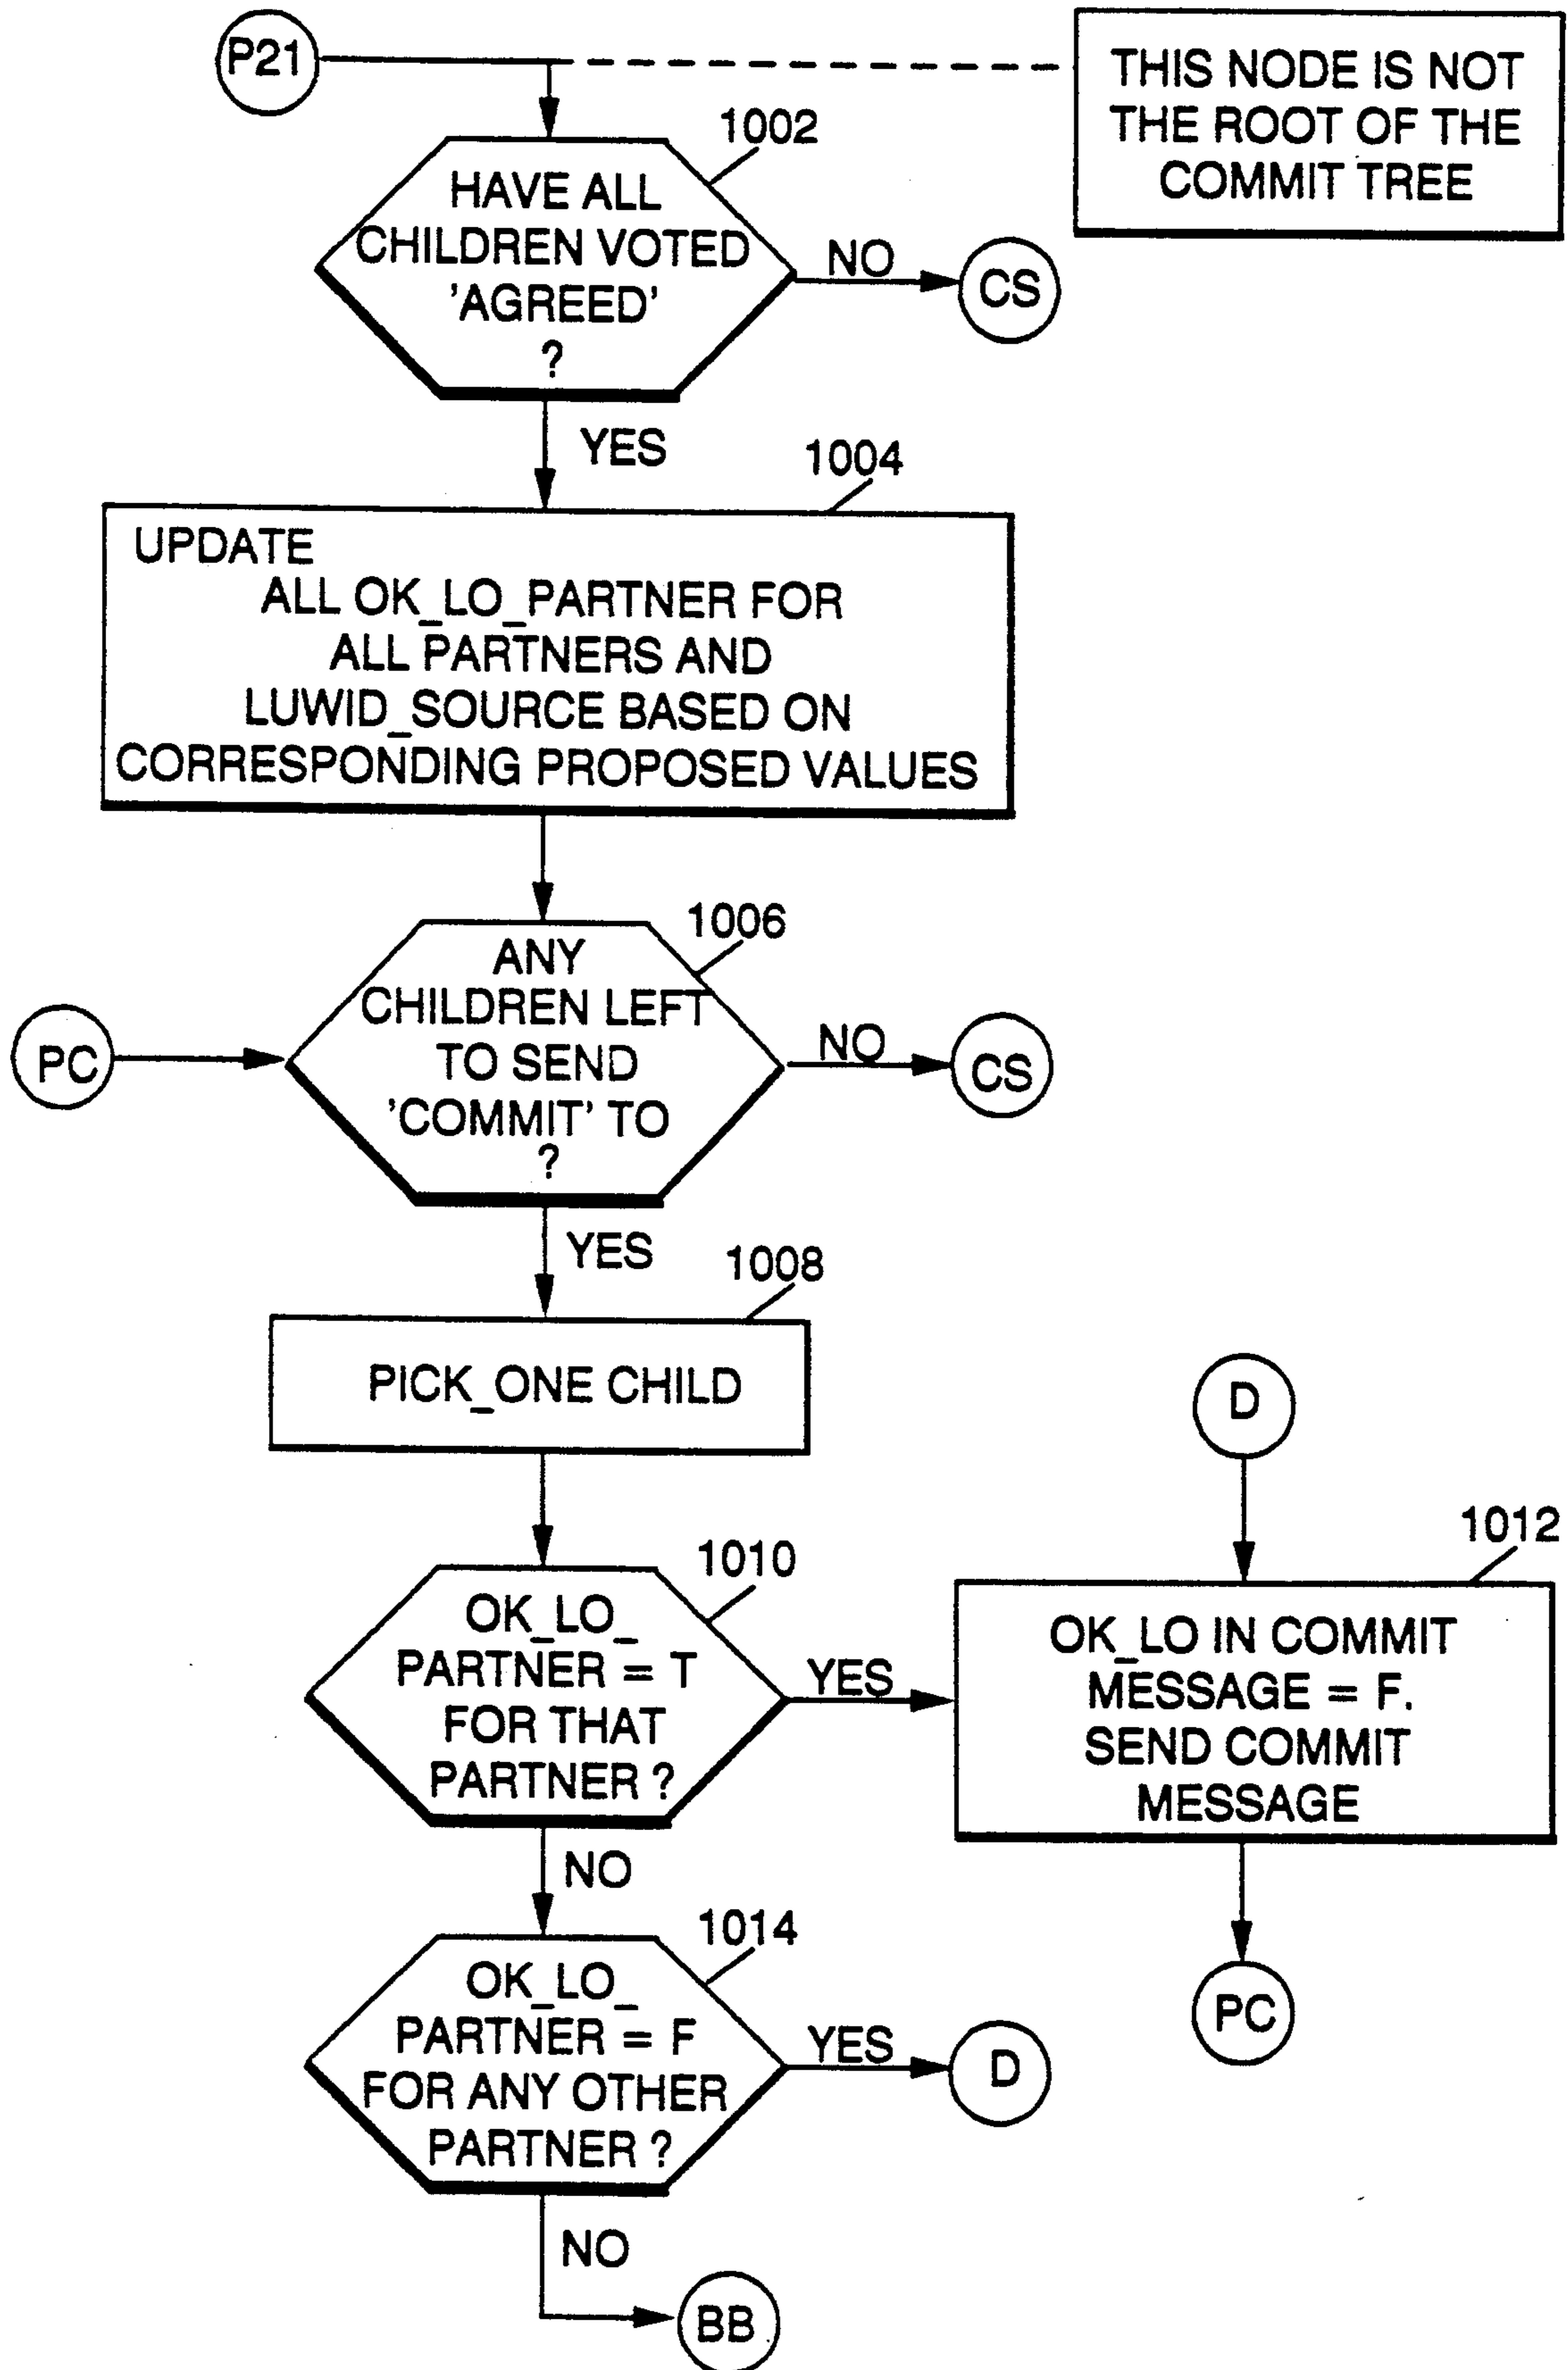 P21
THIS NODE IS NOT
THE ROOT OF THE
COMMIT TREE
1002
HAVE ALL
CHILDREN VOTED
'AGREED'
?
NO
CS
YES
1004
UPDATE
ALL OK_LO_PARTNER FOR
ALL PARTNERS AND
LUWID_SOURCE BASED ON
CORRESPONDING PROPOSED VALUES
1006
ANY
CHILDREN LEFT
TO SEND
'COMMIT' TO
?
PC
NO
CS
YES
1008
PICK_ONE CHILD
D
1010
OK_LO_
PARTNER = T
FOR THAT
PARTNER ?
YES
1012
OK_LO IN COMMIT
MESSAGE = F.
SEND COMMIT
MESSAGE
NO
PC
1014
OK_LO_
PARTNER = F
FOR ANY OTHER
PARTNER ?
YES
D
NO
BB